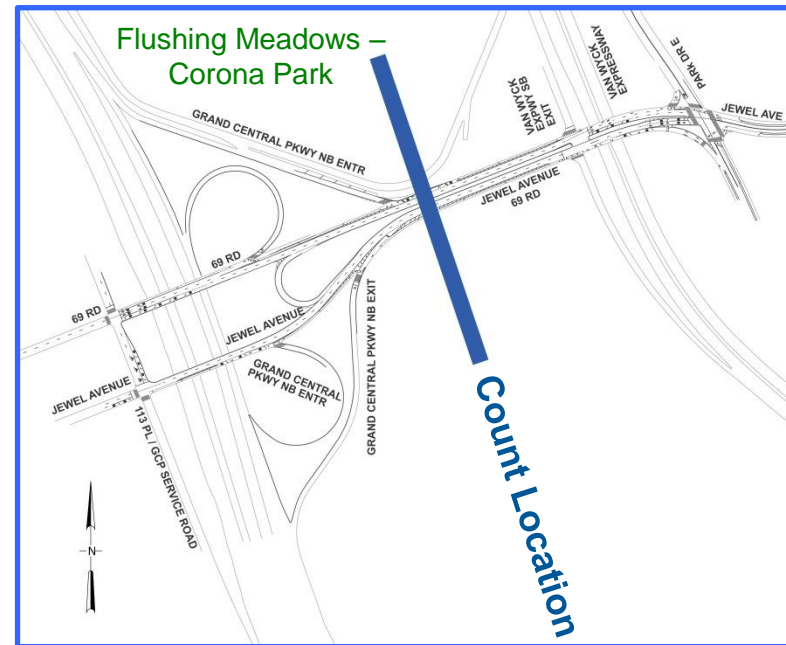 Flushing Meadows –
Corona Park
GRAND CENTRAL PKWY NB ENTR
VAN WYCK
EXPWY SB
EXIT
VAN WYCK
EXPRESSWAY
PARK DR E
JEWEL AVE
JEWEL AVENUE
69 RD
69 RD
69 RD
JEWEL AVENUE
GRAND CENTRAL
PKWY NB ENTR
GRAND CENTRAL PKWY NB EXIT
JEWEL AVENUE
113 PL / GCP SERVICE ROAD
Count Location
N